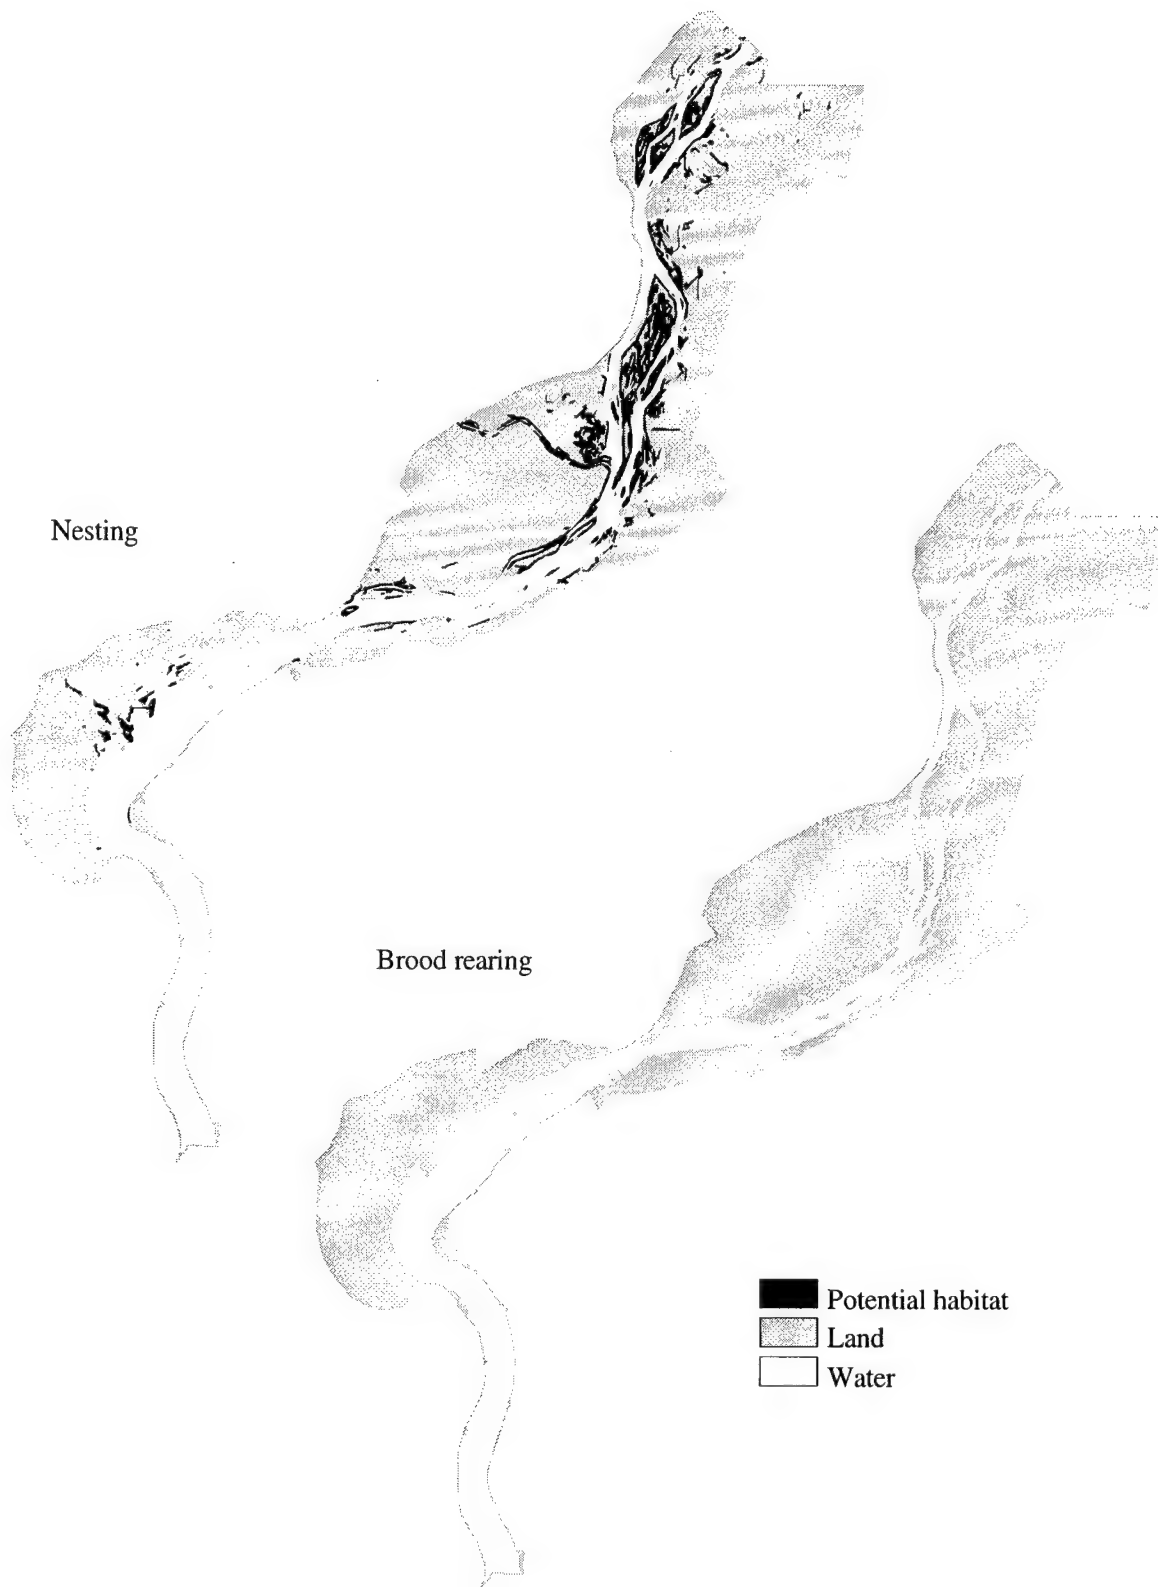 Nesting
Brood rearing
Potential habitat
Land
Water